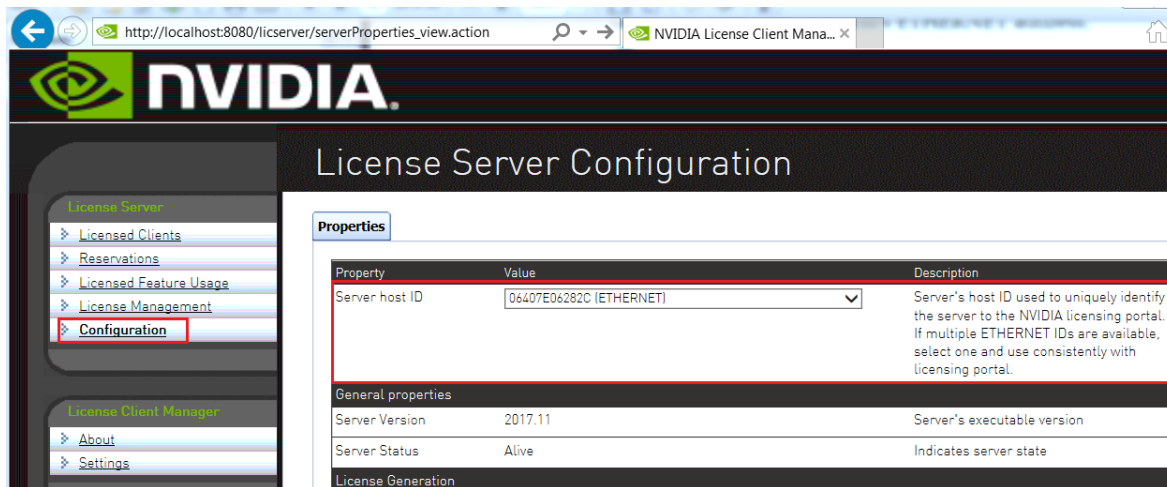 http://localhost:8080/licserver/serverProperties_view.action
NVIDIA License Client Mana... ×
NVIDIA.
License Server Configuration
License Server
Licensed Clients
Reservations
Licensed Feature Usage
License Management
Configuration
License Client Manager
About
Settings
Properties
Property Value Description
Server host ID 06407E06282C (ETHERNET) Server's host ID used to uniquely identify
the server to the NVIDIA licensing portal.
If multiple ETHERNET IDs are available,
select one and use consistently with
licensing portal.
General properties
Server Version 2017.11 Server's executable version
Server Status Alive Indicates server state
License Generation